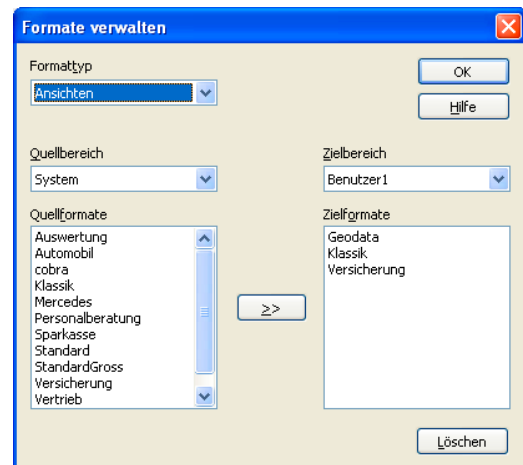 Formate verwalten
Formattyp
Ansichten
OK
Hilfe
Quellbereich
System
Zielbereich
Benutzer1
Quellformate
Auswertung
Automobil
cobra
Klassik
Mercedes
Personalberatung
Sparkasse
Standard
StandardGross
Versicherung
Vertrieb
>>
Zielformate
Geodata
Klassik
Versicherung
Löschen